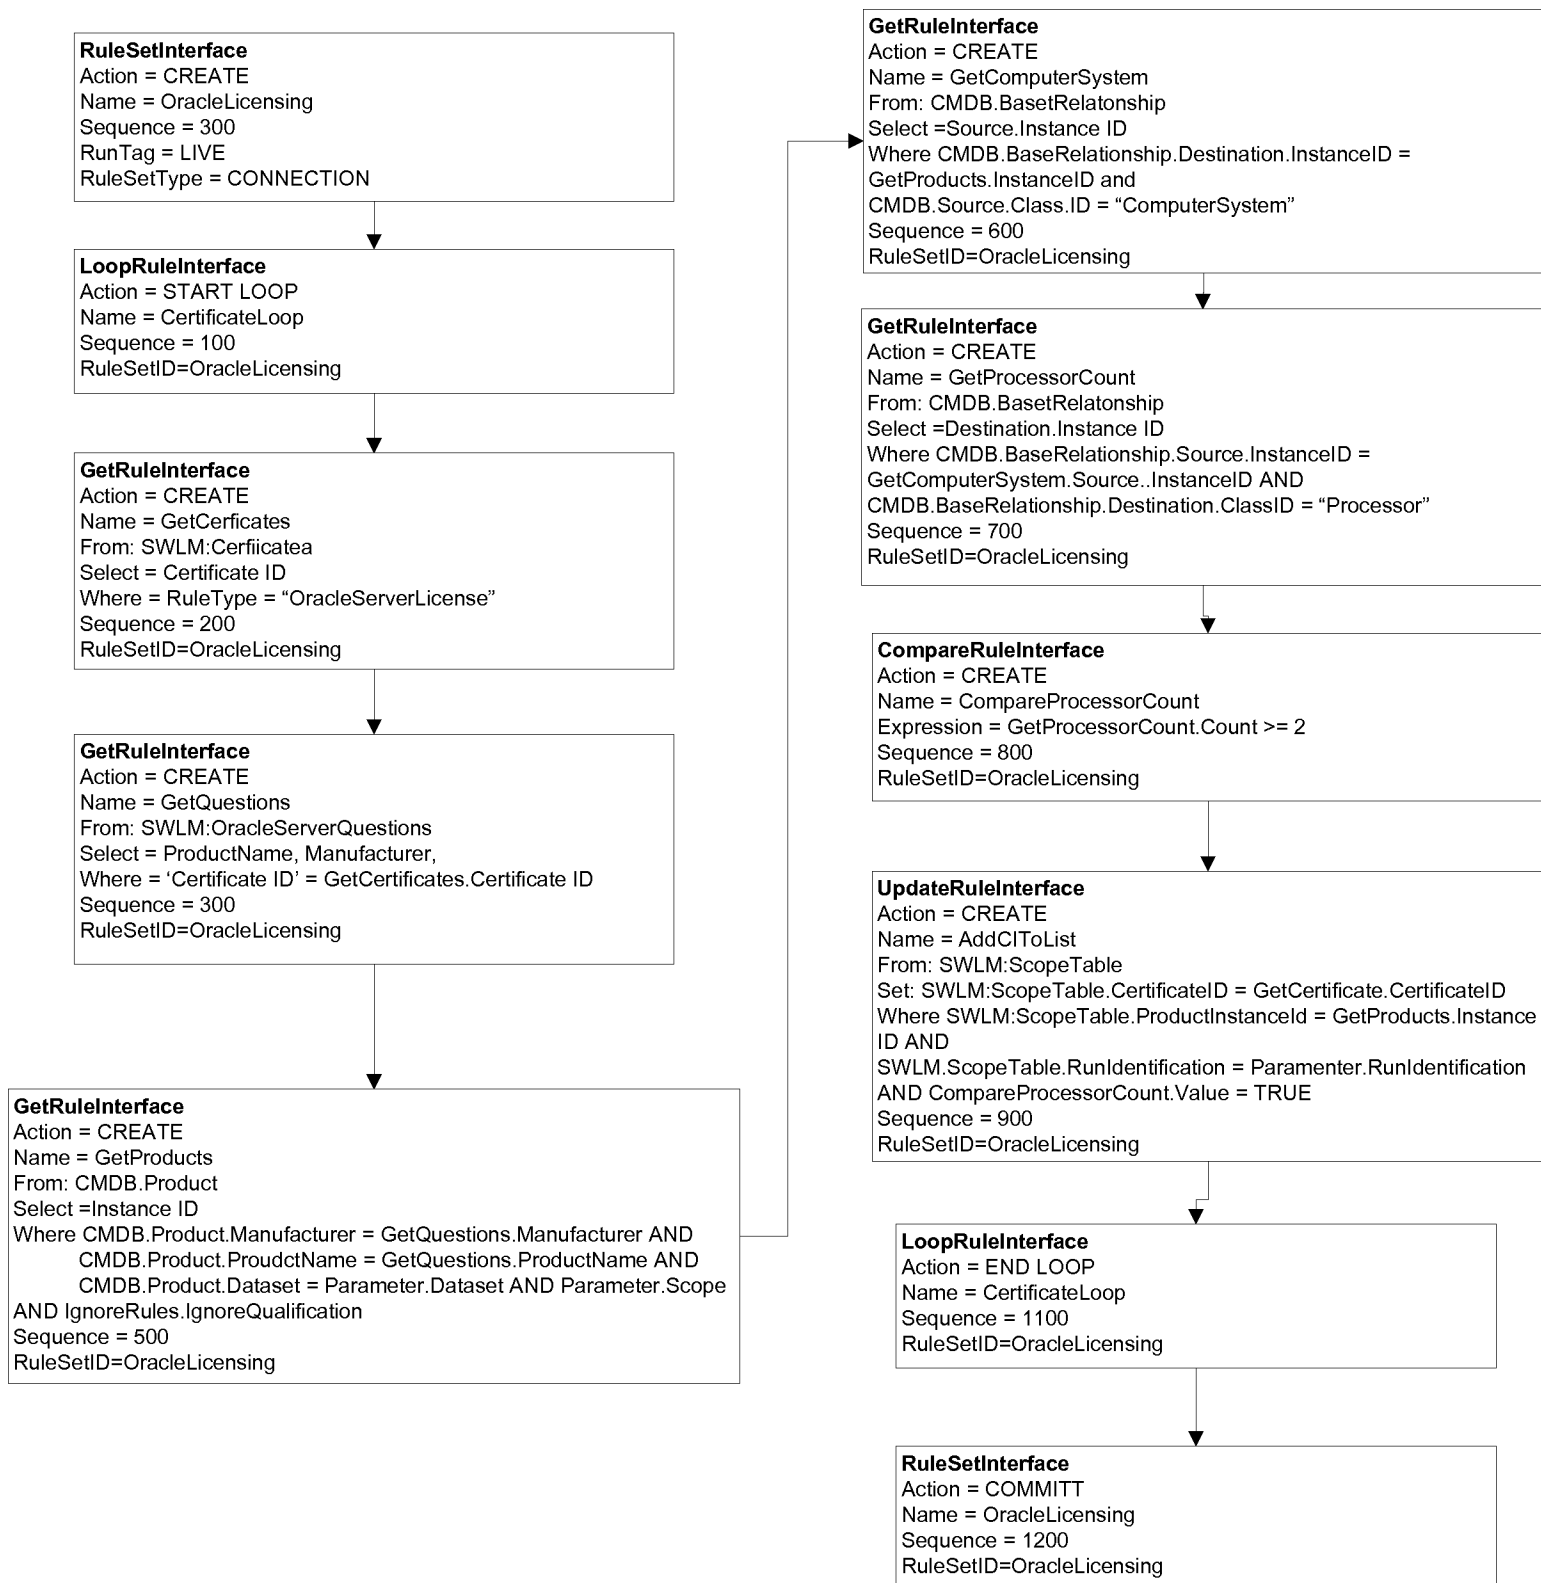 RuleSetInterface
Action = CREATE
Name = OracleLicensing
Sequence = 300
RunTag = LIVE
RuleSetType = CONNECTION
LoopRuleInterface
Action = START LOOP
Name = CertificateLoop
Sequence = 100
RuleSetID=OracleLicensing
GetRuleInterface
Action = CREATE
Name = GetCerficates
From: SWLM:Cerfiicatea
Select = Certificate ID
Where = RuleType = “OracleServerLicense”
Sequence = 200
RuleSetID=OracleLicensing
GetRuleInterface
Action = CREATE
Name = GetQuestions
From: SWLM:OracleServerQuestions
Select = ProductName, Manufacturer,
Where = ‘Certificate ID’ = GetCertificates.Certificate ID
Sequence = 300
RuleSetID=OracleLicensing
GetRuleInterface
Action = CREATE
Name = GetProducts
From: CMDB.Product
Select =Instance ID
Where CMDB.Product.Manufacturer = GetQuestions.Manufacturer AND
CMDB.Product.ProudctName = GetQuestions.ProductName AND
CMDB.Product.Dataset = Parameter.Dataset AND Parameter.Scope
AND IgnoreRules.IgnoreQualification
Sequence = 500
RuleSetID=OracleLicensing
GetRuleInterface
Action = CREATE
Name = GetComputerSystem
From: CMDB.BasetRelatonship
Select =Source.Instance ID
Where CMDB.BaseRelationship.Destination.InstanceID =
GetProducts.InstanceID and
CMDB.Source.Class.ID = “ComputerSystem”
Sequence = 600
RuleSetID=OracleLicensing
GetRuleInterface
Action = CREATE
Name = GetProcessorCount
From: CMDB.BasetRelatonship
Select =Destination.Instance ID
Where CMDB.BaseRelationship.Source.InstanceID =
GetComputerSystem.Source..InstanceID AND
CMDB.BaseRelationship.Destination.ClassID = “Processor”
Sequence = 700
RuleSetID=OracleLicensing
CompareRuleInterface
Action = CREATE
Name = CompareProcessorCount
Expression = GetProcessorCount.Count >= 2
Sequence = 800
RuleSetID=OracleLicensing
UpdateRuleInterface
Action = CREATE
Name = AddCIToList
From: SWLM:ScopeTable
Set: SWLM:ScopeTable.CertificateID = GetCertificate.CertificateID
Where SWLM:ScopeTable.ProductInstanceId = GetProducts.Instance
ID AND
SWLM.ScopeTable.RunIdentification = Paramenter.RunIdentification
AND CompareProcessorCount.Value = TRUE
Sequence = 900
RuleSetID=OracleLicensing
LoopRuleInterface
Action = END LOOP
Name = CertificateLoop
Sequence = 1100
RuleSetID=OracleLicensing
RuleSetInterface
Action = COMMITT
Name = OracleLicensing
Sequence = 1200
RuleSetID=OracleLicensing